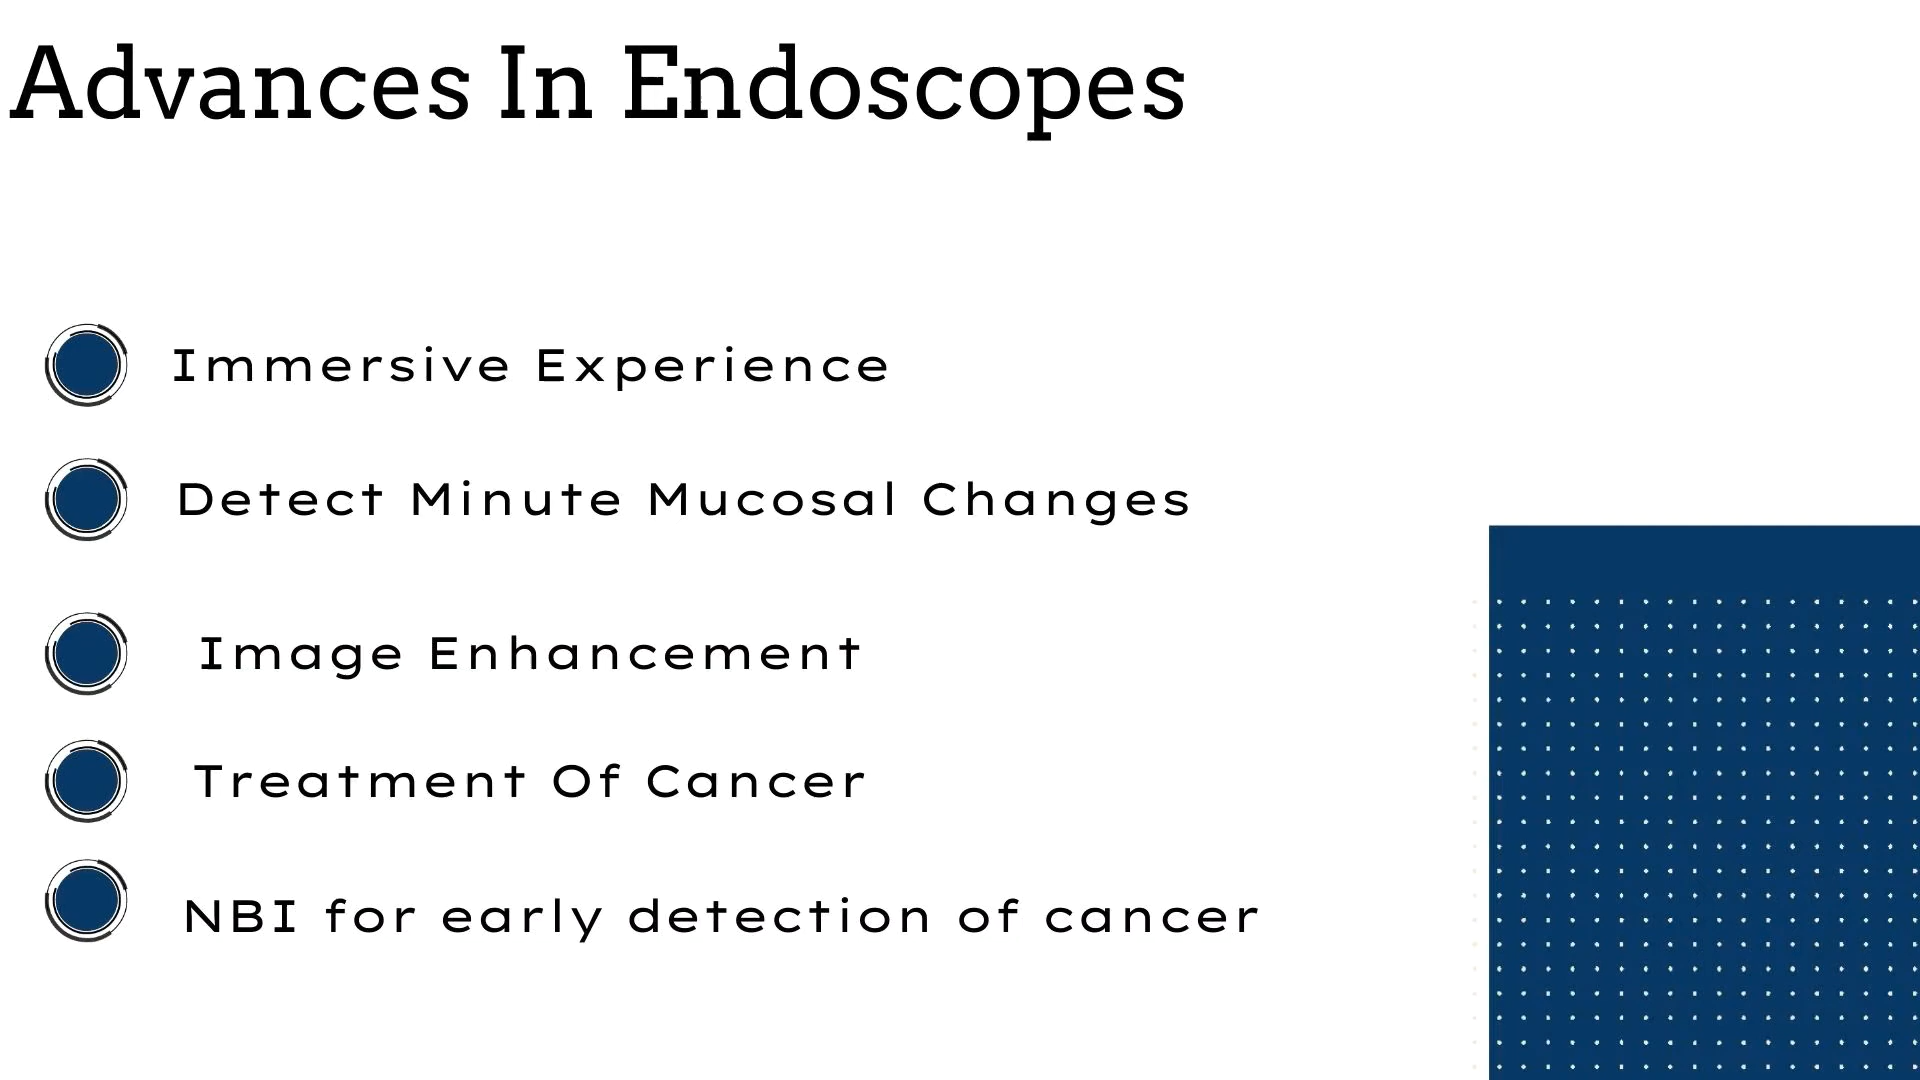 Advances In Endoscopes
Immersive Experience
Detect Minute Mucosal Changes
Image Enhancement
Treatment Of Cancer
NBI for early detection of cancer